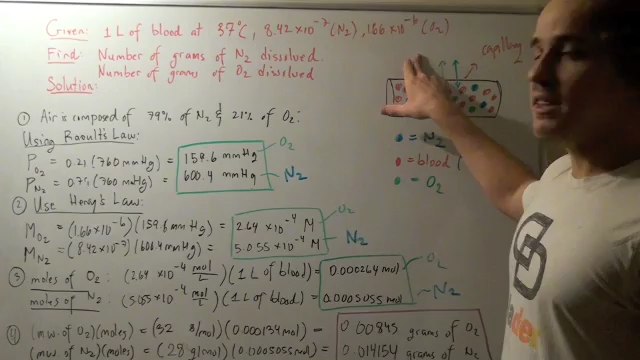 Given: 1 L of blood at 37°C, 8.42 × 10⁻⁷ (N₂), 1.66 × 10⁻⁶ (O₂)
Find: Number of grams of N₂ dissolved.
Number of grams of O₂ dissolved
Solution:
capillary
① Air is composed of 79% of N₂ & 21% of O₂:
Using Raoult's Law:
P O₂ = 0.21 (760 mmHg) = 159.6 mmHg O₂
P N₂ = 0.79 (760 mmHg) = 600.4 mmHg N₂
= N₂
= blood
= O₂
② Use Henry's Law:
M O₂ = (1.66 × 10⁻⁶)(159.6 mmHg) = 2.64 × 10⁻⁴ M O₂
M N₂ = (8.42 × 10⁻⁷)(600.4 mmHg) = 5.055 × 10⁻⁴ M N₂
③ moles of O₂: (2.64 × 10⁻⁴ mol/L)(1 L of blood) = 0.000264 mol O₂
moles of N₂: (5.055 × 10⁻⁴ mol/L)(1 L of blood) = 0.0005055 mol N₂
④ (m.w. of O₂)(moles) = (32 g/mol)(0.000134 mol) = 0.00845 grams of O₂
(m.w. of N₂)(moles) = (28 g/mol)(0.0005055 mol) = 0.014154 grams of N₂